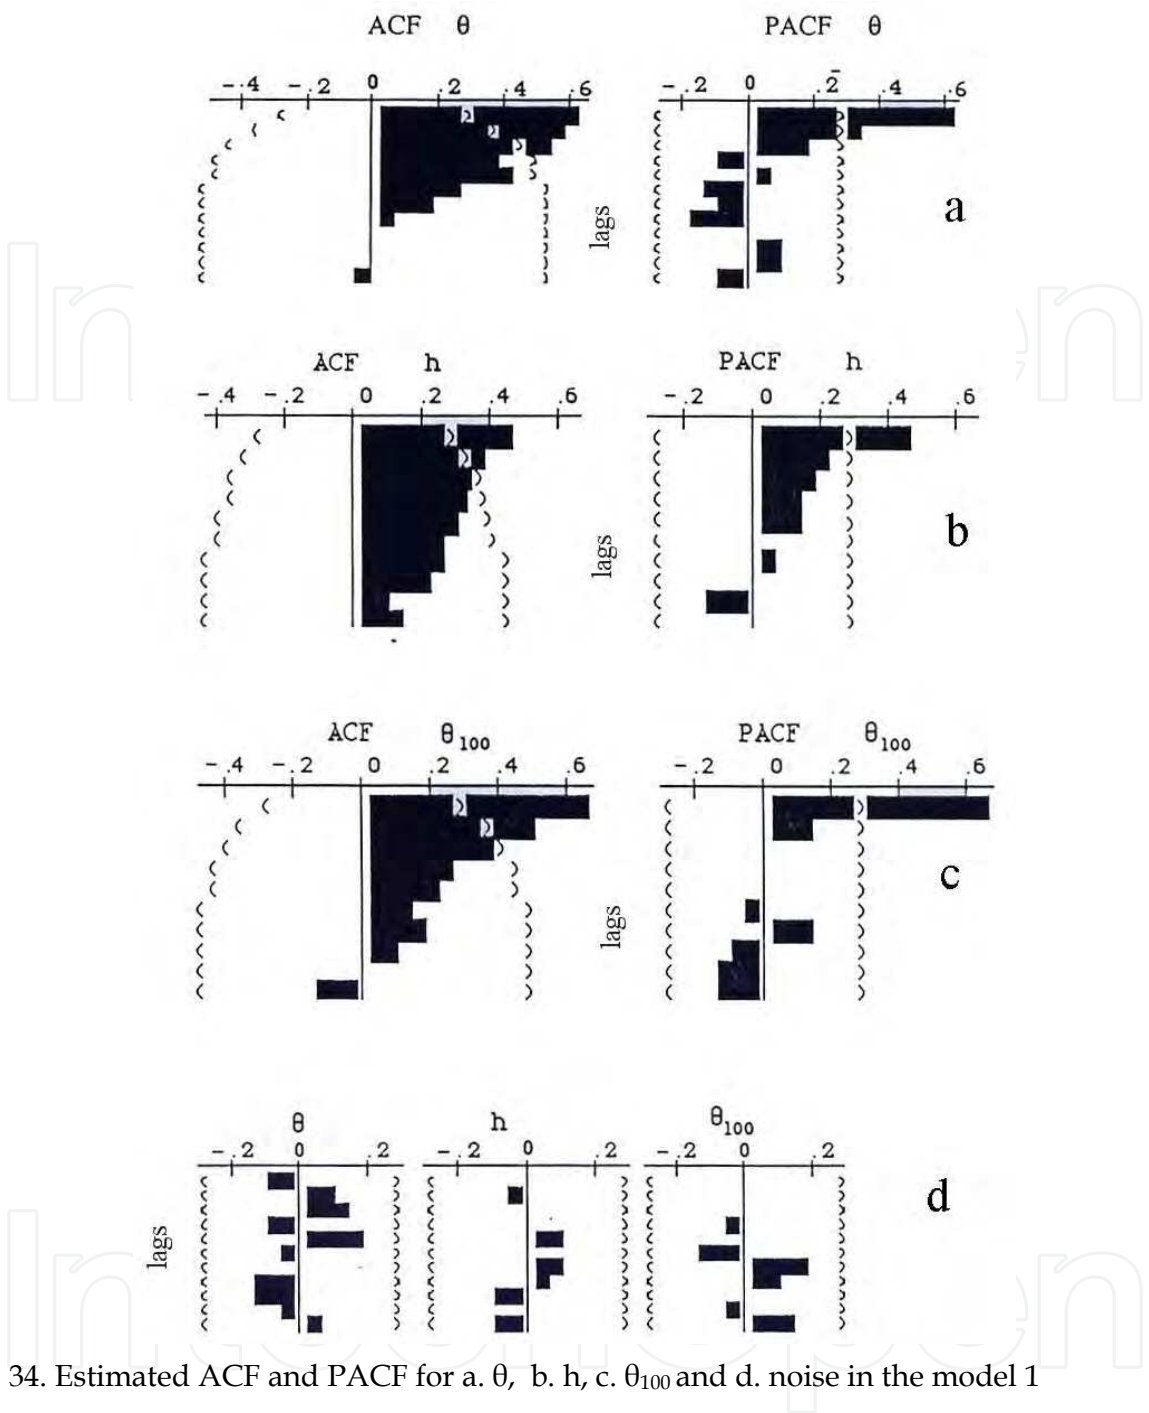 ACF θ PACF θ
-.4 -.2 0 .2 .4 .6 -.2 0 .2 .4 .6
lags
a
ACF h PACF h
-.4 -.2 0 .2 .4 .6 -.2 0 .2 .4 .6
lags
b
ACF θ100 PACF θ100
-.4 -.2 0 .2 .4 .6 -.2 0 .2 .4 .6
lags
c
θ h θ100
-.2 0 .2 -.2 0 .2 -.2 0 .2
lags
d
34. Estimated ACF and PACF for a. θ, b. h, c. θ100 and d. noise in the model 1